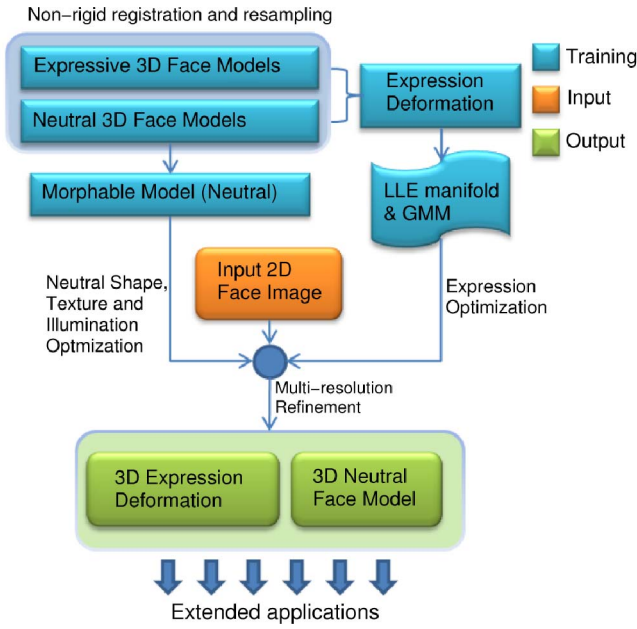 Non-rigid registration and resampling
Expressive 3D Face Models
Neutral 3D Face Models
Expression
Deformation
Training
Input
Output
Morphable Model (Neutral)
LLE manifold
& GMM
Neutral Shape,
Texture and
Illumination
Optmization
Input 2D
Face Image
Expression
Optimization
Multi-resolution
Refinement
3D Expression
Deformation
3D Neutral
Face Model
Extended applications